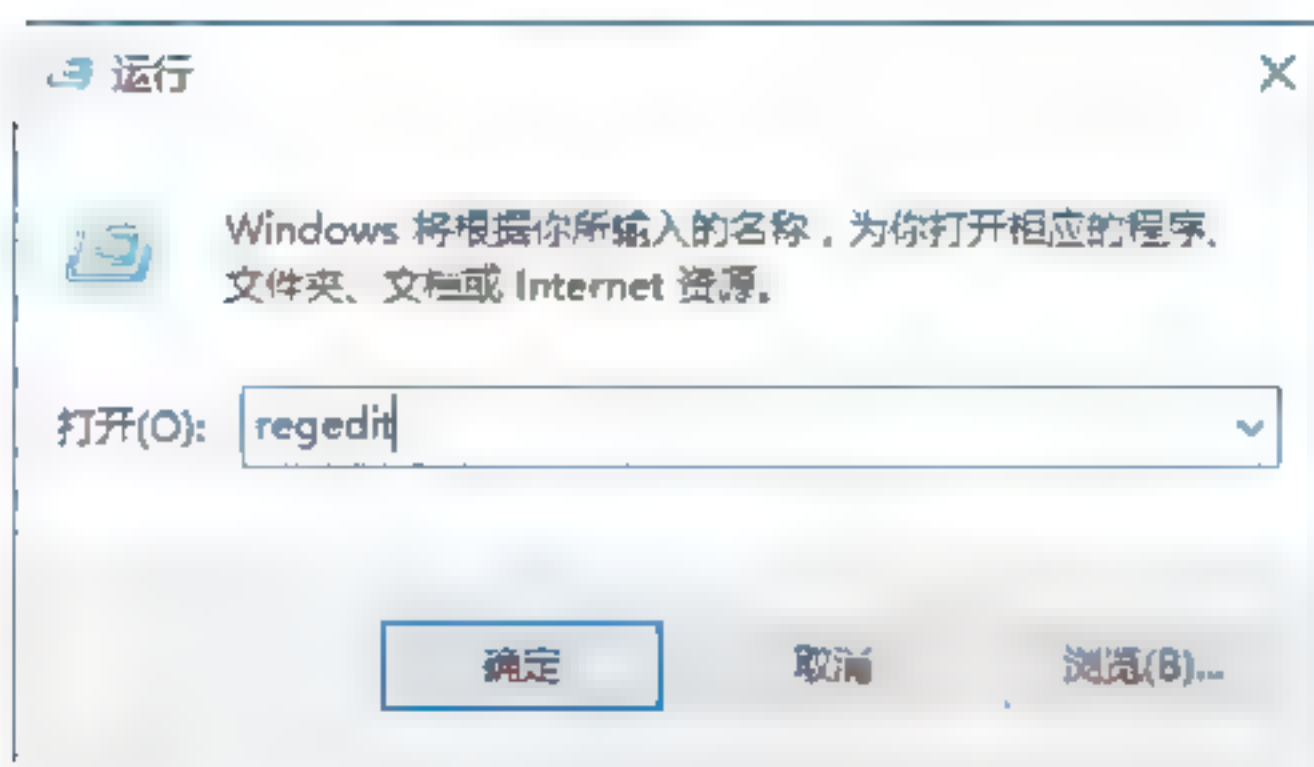 运行
Windows 将根据你所输入的名称，为你打开相应的程序、
文件夹、文档或 Internet 资源。
打开(O):
regedit
确定
取消
浏览(B)...